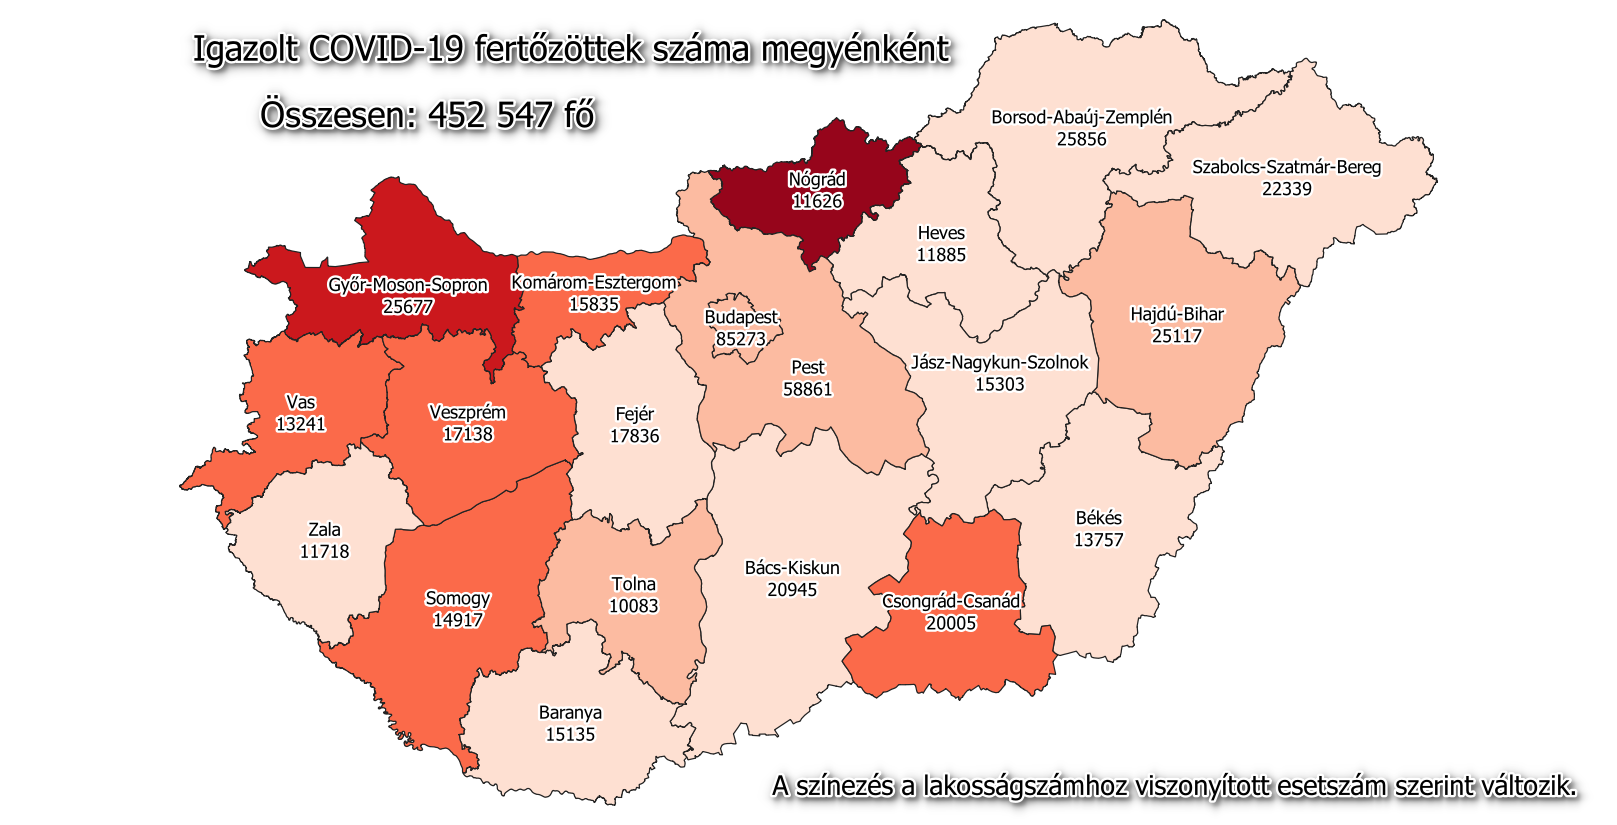 Igazolt COVID-19 fertőzöttek száma megyénként
Összesen: 452 547 fő
Borsod-Abaúj-Zemplén
25856
Szabolcs-Szatmár-Bereg
22339
Nógrád
11626
Heves
11885
Győr-Moson-Sopron
25677
Komárom-Esztergom
15835
Budapest
85273
Hajdú-Bihar
25117
Pest
58861
Jász-Nagykun-Szolnok
15303
Vas
13241
Veszprém
17138
Fejér
17836
Zala
11718
Békés
13757
Bács-Kiskun
20945
Tolna
10083
Somogy
14917
Csongrád-Csanád
20005
Baranya
15135
A színezés a lakosságszámhoz viszonyított esetszám szerint változik.